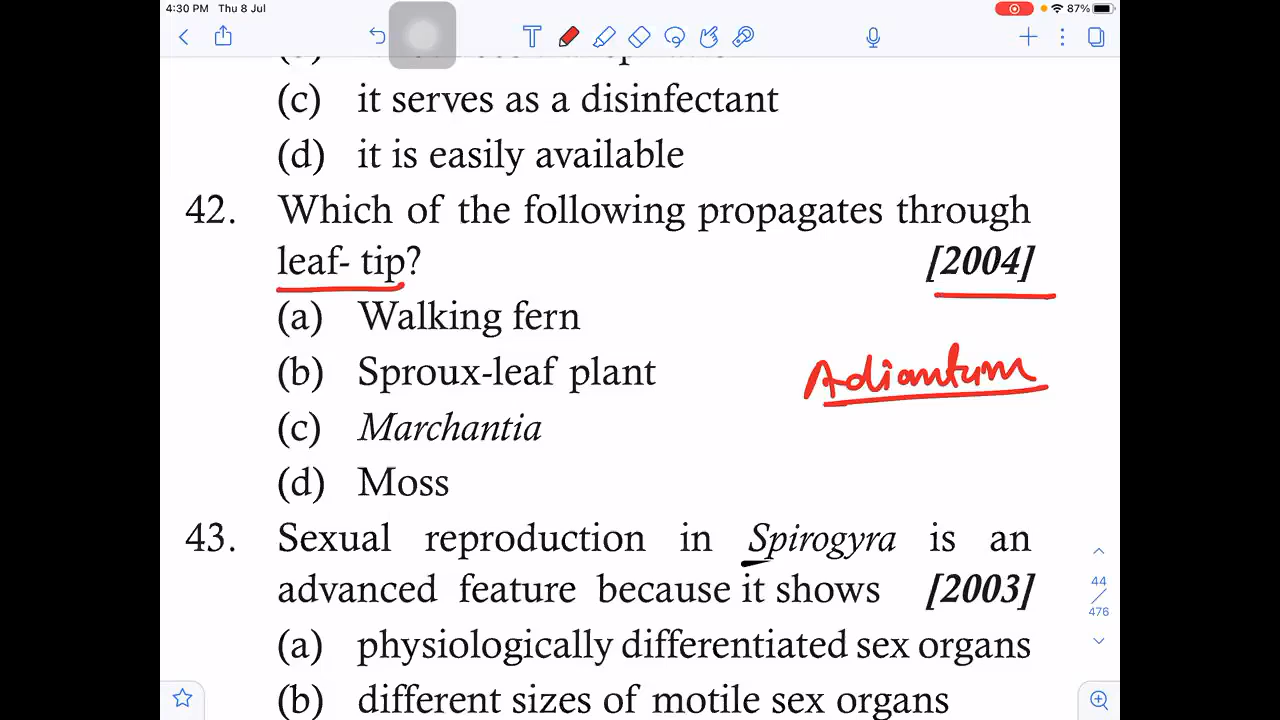 4:30 PM Thu 8 Jul
87%
(c) it serves as a disinfectant
(d) it is easily available
42. Which of the following propagates through
leaf- tip? [2004]
(a) Walking fern
(b) Sproux-leaf plant
Adiantum
(c) Marchantia
(d) Moss
43. Sexual reproduction in Spirogyra is an
advanced feature because it shows [2003]
44
476
(a) physiologically differentiated sex organs
(b) different sizes of motile sex organs